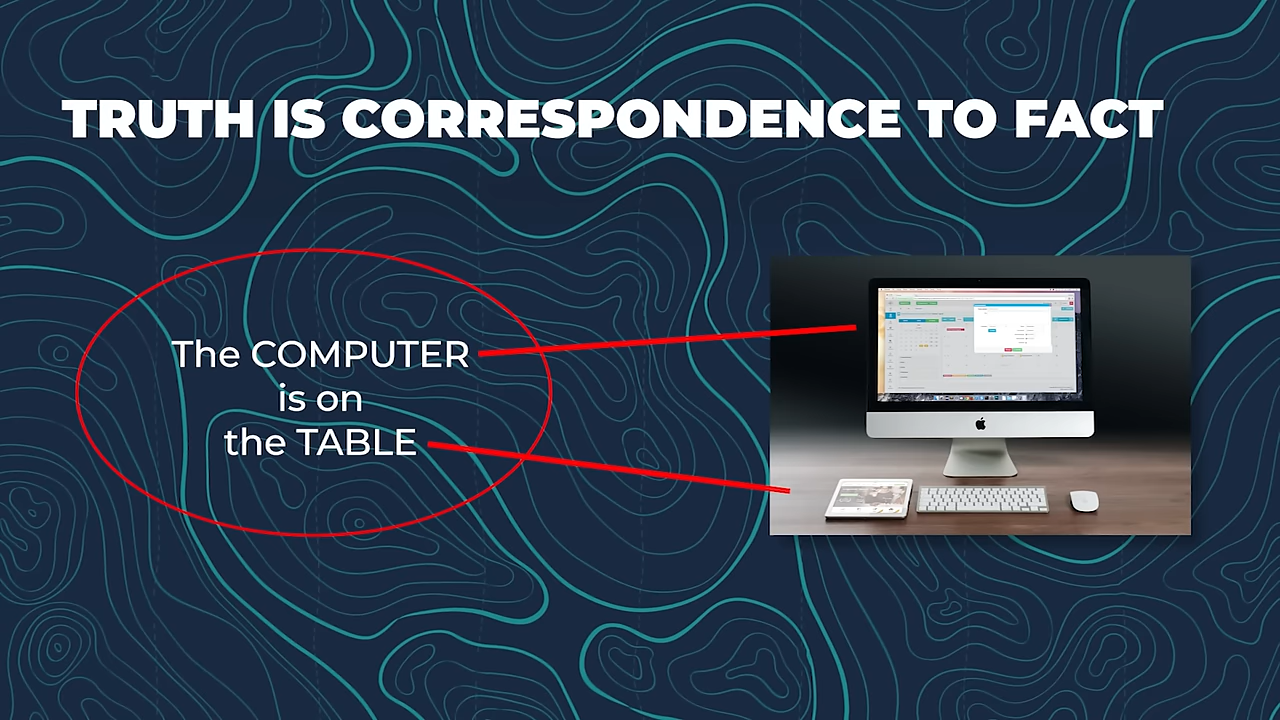 TRUTH IS CORRESPONDENCE TO FACT
The COMPUTER
is on
the TABLE